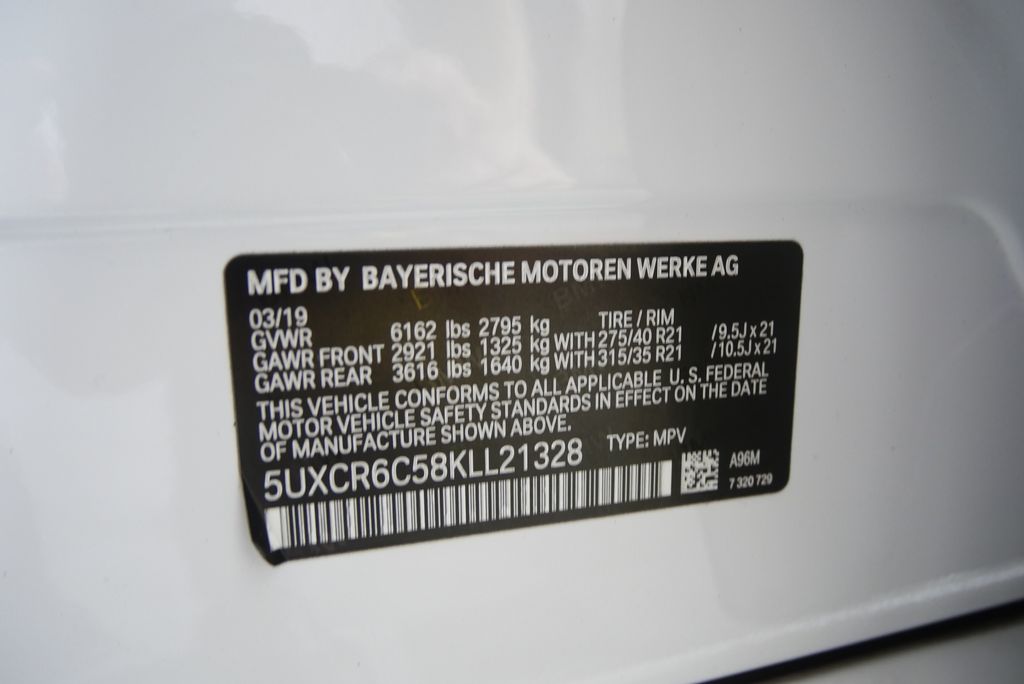 MFD BY BAYERISCHE MOTOREN WERKE AG
03/19 TIRE / RIM
GVWR 6162 lbs 2795 kg
GAWR FRONT 2921 lbs 1325 kg WITH 275/40 R21 /9.5J x 21
GAWR REAR 3616 lbs 1640 kg WITH 315/35 R21 /10.5J x 21
THIS VEHICLE CONFORMS TO ALL APPLICABLE U. S. FEDERAL
MOTOR VEHICLE SAFETY STANDARDS IN EFFECT ON THE DATE
OF MANUFACTURE SHOWN ABOVE.
5UXCR6C58KLL21328 TYPE: MPV
A96M
7 320 729